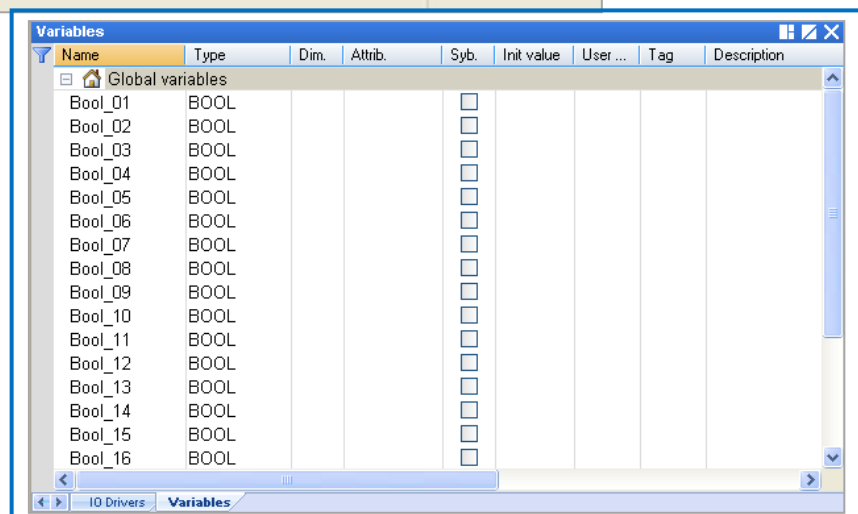 Variables
Name Type Dim. Attrib. Syb. Init value User ... Tag Description
Global variables
Bool_01 BOOL
Bool_02 BOOL
Bool_03 BOOL
Bool_04 BOOL
Bool_05 BOOL
Bool_06 BOOL
Bool_07 BOOL
Bool_08 BOOL
Bool_09 BOOL
Bool_10 BOOL
Bool_11 BOOL
Bool_12 BOOL
Bool_13 BOOL
Bool_14 BOOL
Bool_15 BOOL
Bool_16 BOOL
IO Drivers Variables